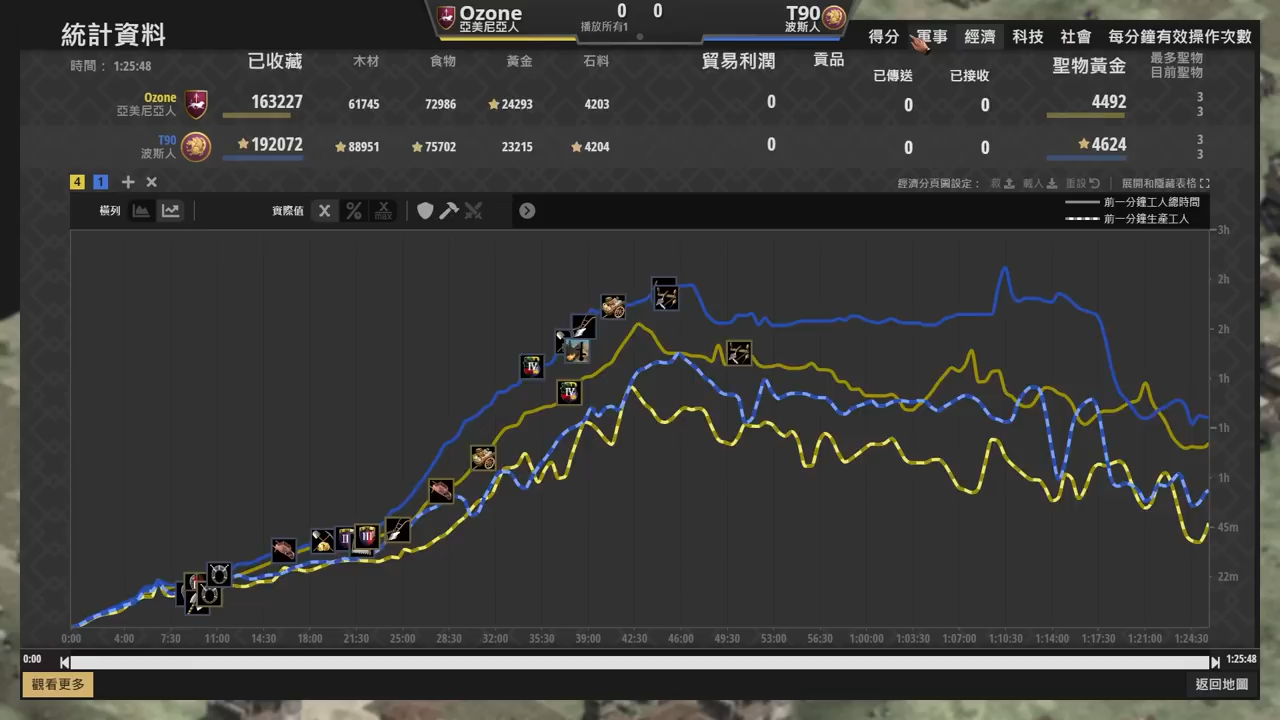 Ozone
亞美尼亞人
0 0
播放所有1
T90
波斯人
統計資料
得分 軍事 經濟 科技 社會 每分鐘有效操作次數
時間： 1:25:48
已收藏 木材 食物 黃金 石料 貿易利潤 貢品 已傳送 已接收 聖物黃金 最多聖物
目前聖物
Ozone
亞美尼亞人
163227 61745 72986 24293 4203 0 0 0 4492 3
3
T90
波斯人
192072 88951 75702 23215 4204 0 0 0 4624 3
3
4 1
經濟分頁圖設定： 載入 重設 展開和隱藏表格
橫列 實際值 X % X max
前一分鐘工人總時間
前一分鐘生產工人
3h
2h
2h
1h
1h
1h
45m
22m
0:00 4:00 7:30 11:00 14:30 18:00 21:30 25:00 28:30 32:00 35:30 39:00 42:30 46:00 49:30 53:00 56:30 1:00:00 1:03:30 1:07:00 1:10:30 1:14:00 1:17:30 1:21:00 1:24:30
0:00 1:25:48
觀看更多 返回地圖